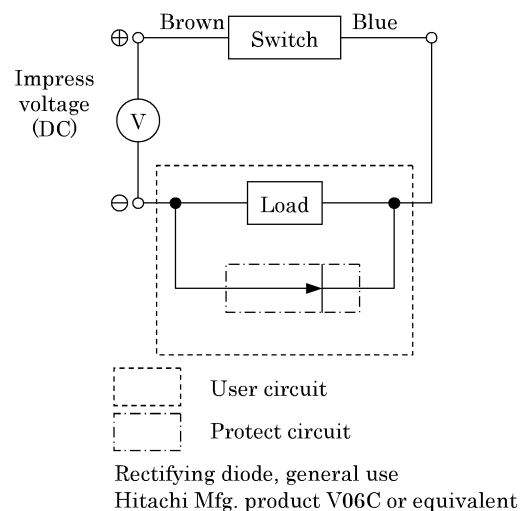 Brown
Switch
Blue
Impress
voltage
(DC)
V
Load
User circuit
Protect circuit
Rectifying diode, general use
Hitachi Mfg. product V06C or equivalent